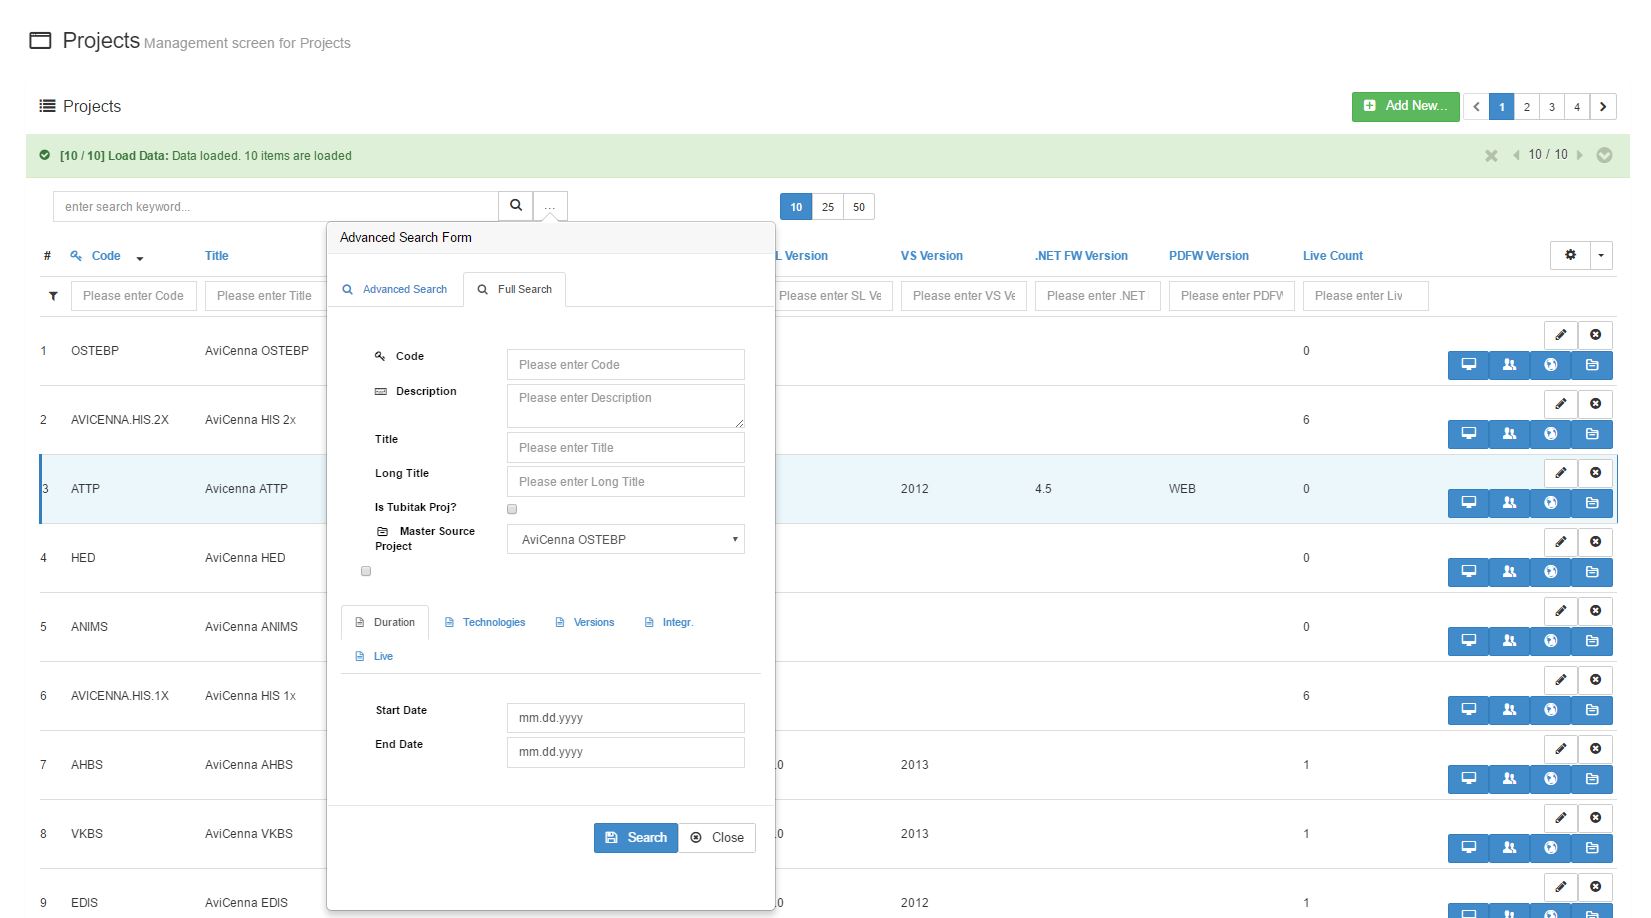 Projects Management screen for Projects
Projects
Add New...
1 2 3 4
[10 / 10] Load Data: Data loaded. 10 items are loaded
10 / 10
enter search keyword...
...
10 25 50
Advanced Search Form
# Code Title L Version VS Version .NET FW Version PDFW Version Live Count
Advanced Search Full Search
Please enter Code Please enter Title Please enter SL Ve Please enter VS Ve Please enter .NET Please enter PDFW Please enter Liv
1 OSTEBP AviCenna OSTEBP 0
2 AVICENNA.HIS.2X AviCenna HIS 2x 6
3 ATTP Avicenna ATTP 2012 4.5 WEB 0
4 HED AviCenna HED 0
5 ANIMS AviCenna ANIMS 0
6 AVICENNA.HIS.1X AviCenna HIS 1x 6
7 AHBS AviCenna AHBS .0 2013 1
8 VKBS AviCenna VKBS .0 2013 1
9 EDIS AviCenna EDIS .0 2012 1
Code Please enter Code
Description Please enter Description
Title Please enter Title
Long Title Please enter Long Title
Is Tubitak Proj?
Master Source
Project
AviCenna OSTEBP
Duration Technologies Versions Integr.
Live
Start Date mm.dd.yyyy
End Date mm.dd.yyyy
Search Close